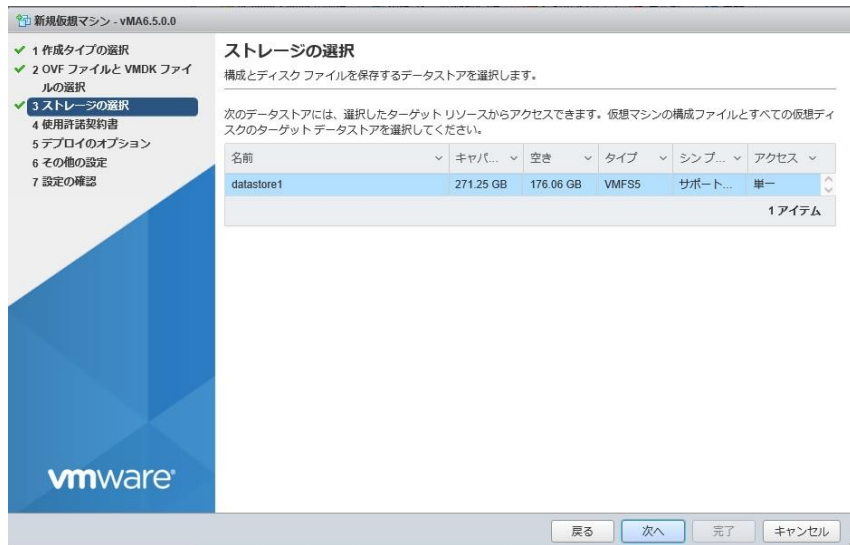 新規仮想マシン - vMA6.5.0.0
1 作成タイプの選択
2 OVF ファイルと VMDK ファイ
ルの選択
3 ストレージの選択
4 使用許諾契約書
5 デプロイのオプション
6 その他の設定
7 設定の確認
ストレージの選択
構成とディスク ファイルを保存するデータストアを選択します。
次のデータストアには、選択したターゲット リソースからアクセスできます。仮想マシンの構成ファイルとすべての仮想ディ
スクのターゲット データストアを選択してください。
名前 キャパ... 空き タイプ シンプ... アクセス
datastore1 271.25 GB 176.06 GB VMFS5 サポート... 単一
1 アイテム
vmware
戻る 次へ 完了 キャンセル